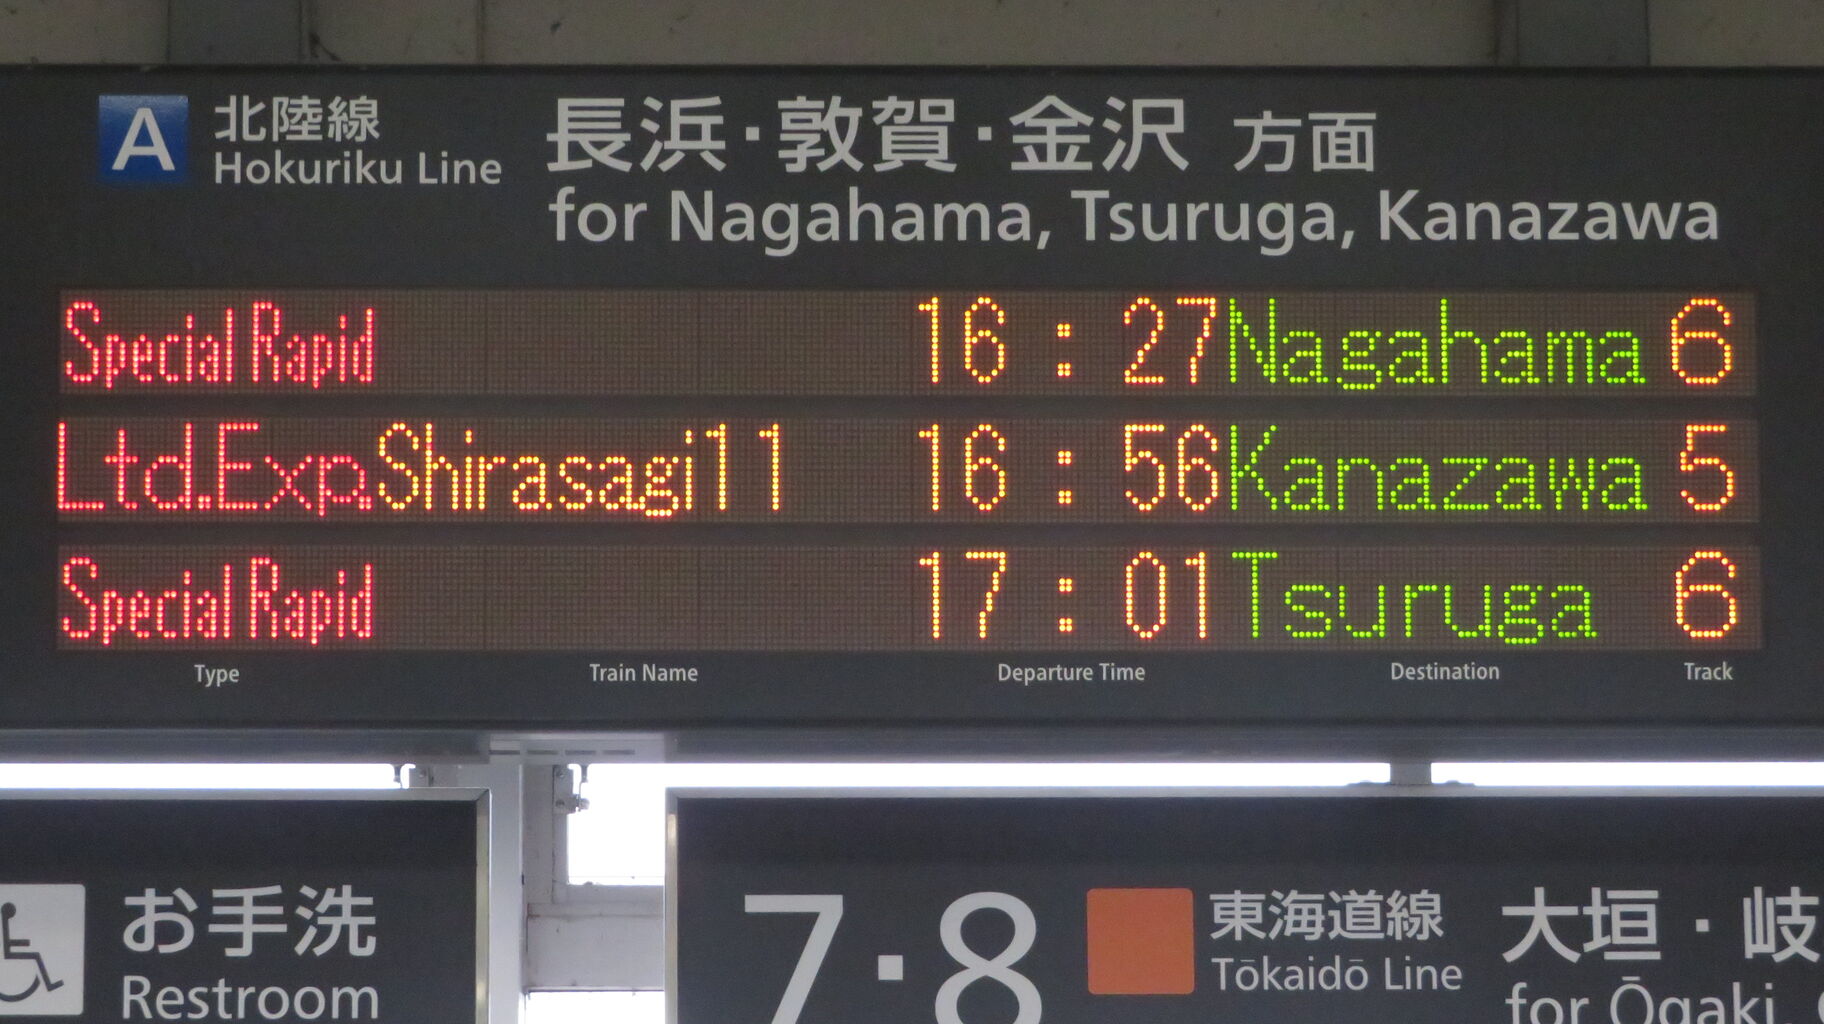 A 北陸線 長浜・敦賀・金沢 方面
Hokuriku Line
for Nagahama, Tsuruga, Kanazawa
Special Rapid 16:27 Nagahama 6
Ltd.Exp. Shirasagi11 16:56 Kanazawa 5
Special Rapid 17:01 Tsuruga 6
Type Train Name Departure Time Destination Track
お手洗
Restroom
7・8 東海道線 大垣・岐
Tōkaidō Line for Ōgaki,